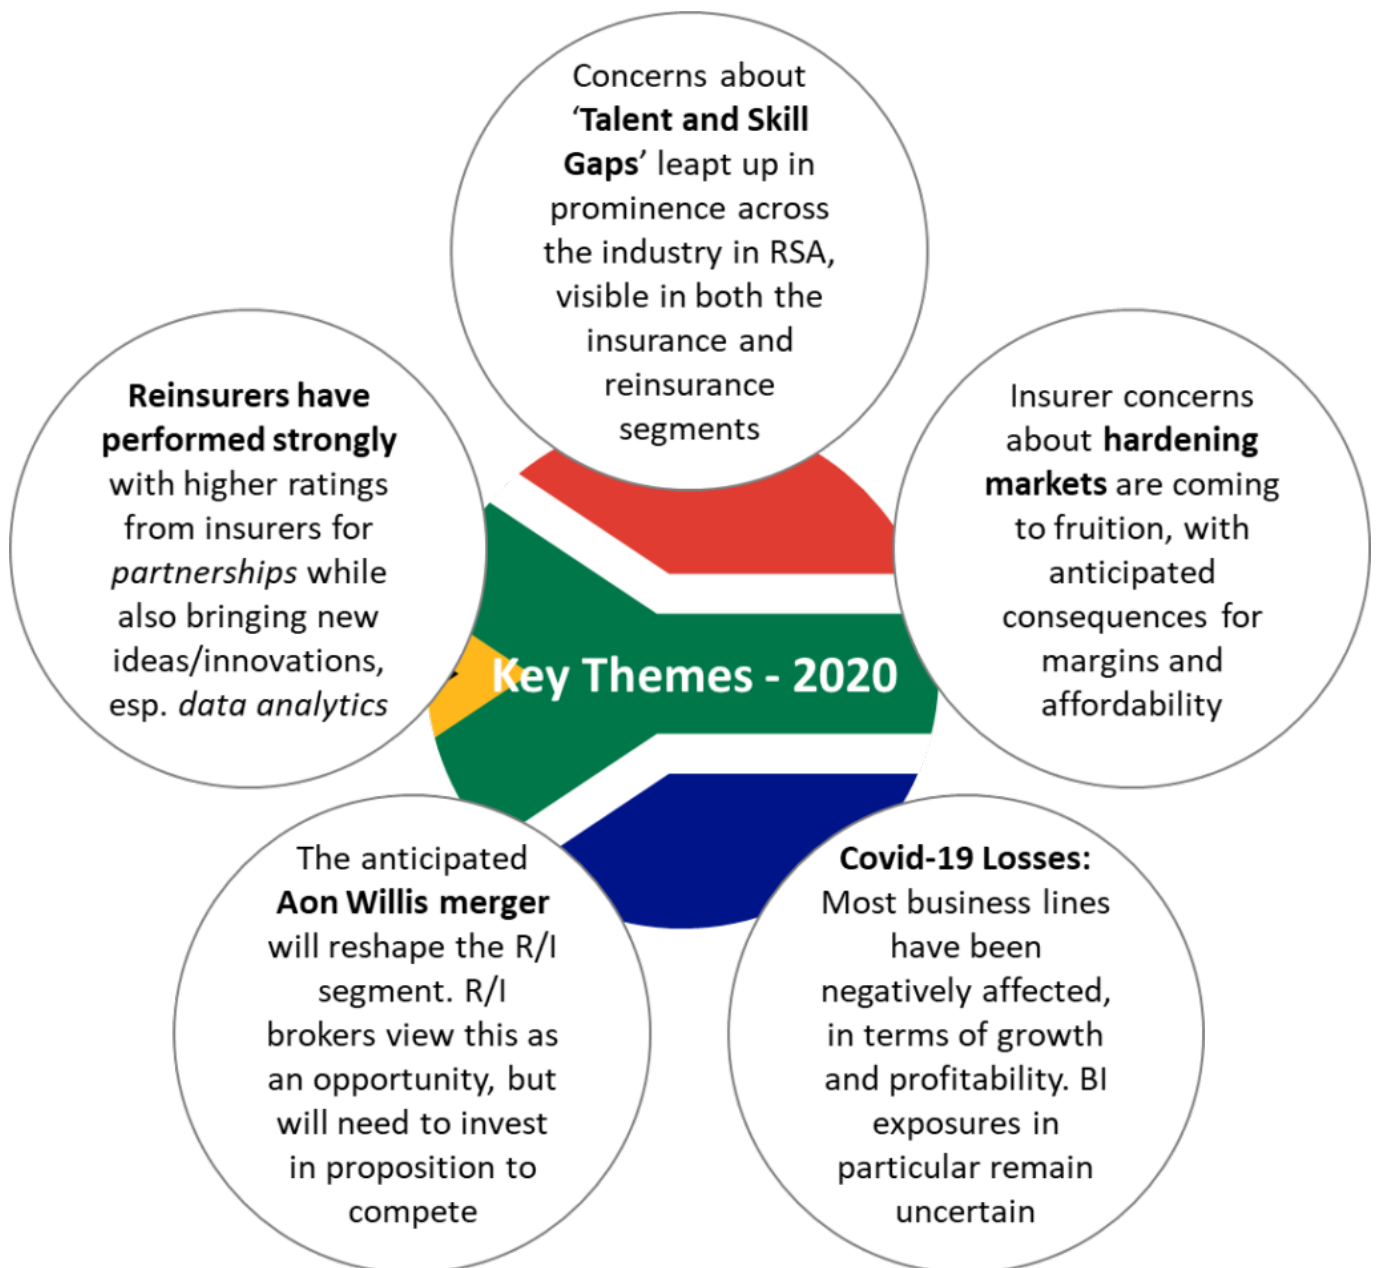 Concerns about
‘Talent and Skill
Gaps’ leapt up in
prominence across
the industry in RSA,
visible in both the
insurance and
reinsurance
segments
Reinsurers have
performed strongly
with higher ratings
from insurers for
partnerships while
also bringing new
ideas/innovations,
esp. data analytics
Insurer concerns
about hardening
markets are coming
to fruition, with
anticipated
consequences for
margins and
affordability
Key Themes - 2020
The anticipated
Aon Willis merger
will reshape the R/I
segment. R/I
brokers view this as
an opportunity, but
will need to invest
in proposition to
compete
Covid-19 Losses:
Most business lines
have been
negatively affected,
in terms of growth
and profitability. BI
exposures in
particular remain
uncertain